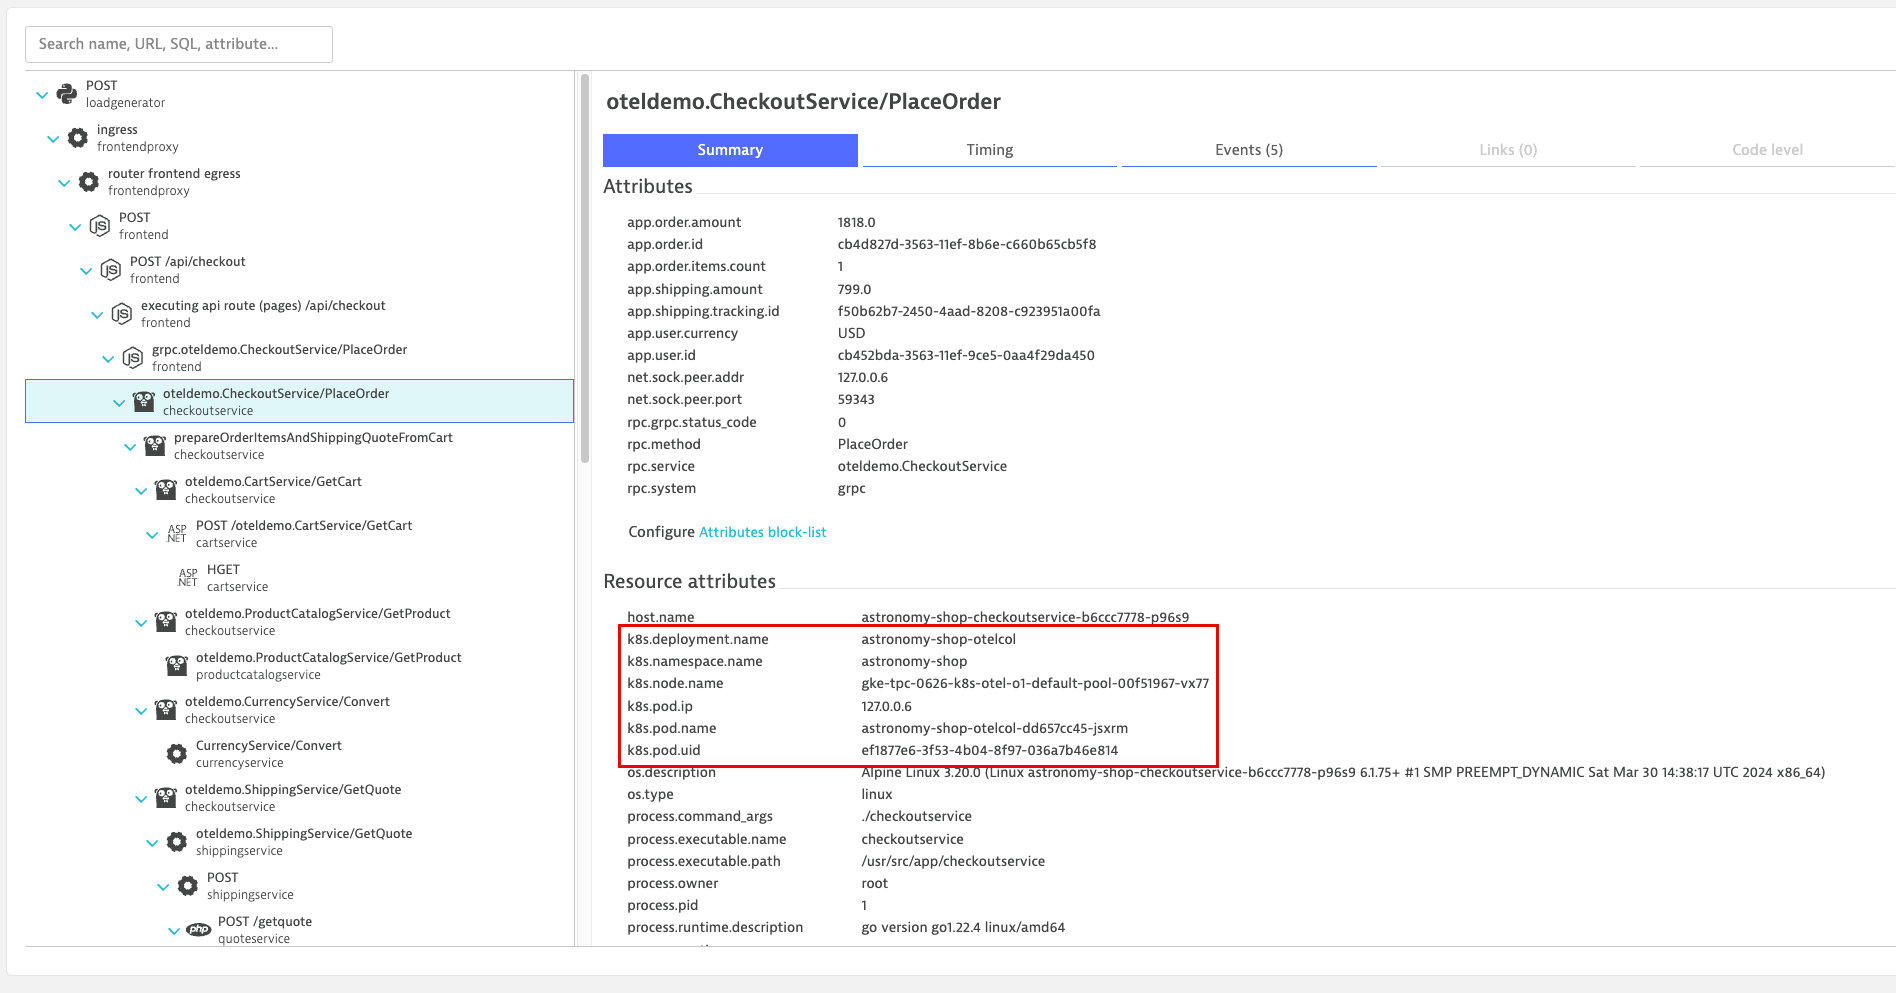 Search name, URL, SQL, attribute...
POST
loadgenerator
ingress
frontendproxy
router frontend egress
frontendproxy
POST
frontend
POST /api/checkout
frontend
executing api route (pages) /api/checkout
frontend
grpc.oteldemo.CheckoutService/PlaceOrder
frontend
oteldemo.CheckoutService/PlaceOrder
checkoutservice
prepareOrderItemsAndShippingQuoteFromCart
checkoutservice
oteldemo.CartService/GetCart
checkoutservice
ASP
.NET
POST /oteldemo.CartService/GetCart
cartservice
ASP
.NET
HGET
cartservice
oteldemo.ProductCatalogService/GetProduct
checkoutservice
oteldemo.ProductCatalogService/GetProduct
productcatalogservice
oteldemo.CurrencyService/Convert
checkoutservice
CurrencyService/Convert
currencyservice
oteldemo.ShippingService/GetQuote
checkoutservice
oteldemo.ShippingService/GetQuote
shippingservice
POST
shippingservice
php
POST /getquote
quoteservice
oteldemo.CheckoutService/PlaceOrder
Summary Timing Events (5) Links (0) Code level
Attributes
app.order.amount 1818.0
app.order.id cb4d827d-3563-11ef-8b6e-c660b65cb5f8
app.order.items.count 1
app.shipping.amount 799.0
app.shipping.tracking.id f50b62b7-2450-4aad-8208-c923951a00fa
app.user.currency USD
app.user.id cb452bda-3563-11ef-9ce5-0aa4f29da450
net.sock.peer.addr 127.0.0.6
net.sock.peer.port 59343
rpc.grpc.status_code 0
rpc.method PlaceOrder
rpc.service oteldemo.CheckoutService
rpc.system grpc
Configure Attributes block-list
Resource attributes
host.name astronomy-shop-checkoutservice-b6ccc7778-p96s9
k8s.deployment.name astronomy-shop-otelcol
k8s.namespace.name astronomy-shop
k8s.node.name gke-tpc-0626-k8s-otel-o1-default-pool-00f51967-vx77
k8s.pod.ip 127.0.0.6
k8s.pod.name astronomy-shop-otelcol-dd657cc45-jsxrm
k8s.pod.uid ef1877e6-3f53-4b04-8f97-036a7b46e814
os.description Alpine Linux 3.20.0 (Linux astronomy-shop-checkoutservice-b6ccc7778-p96s9 6.1.75+ #1 SMP PREEMPT_DYNAMIC Sat Mar 30 14:38:17 UTC 2024 x86_64)
os.type linux
process.command_args ./checkoutservice
process.executable.name checkoutservice
process.executable.path /usr/src/app/checkoutservice
process.owner root
process.pid 1
process.runtime.description go version go1.22.4 linux/amd64